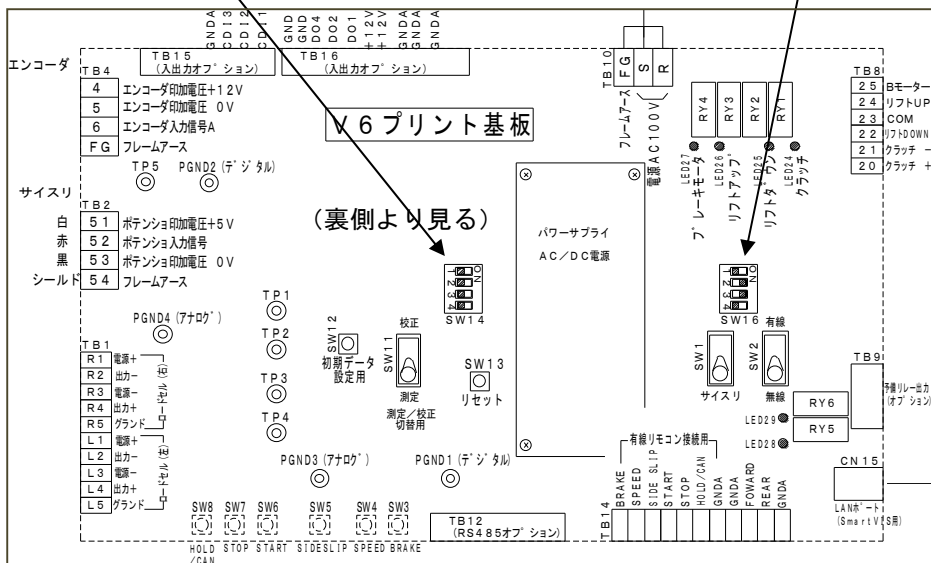 GNDA
CDI3
CDI2
CDI1
GND
GND
DO4
DO2
DO1
+12V
+12V
GNDA
GNDA
GNDA
TB15
(入出力オプション)
TB16
(入出力オプション)
エンコーダ
TB4
4 エンコーダ印加電圧+12V
5 エンコーダ印加電圧 0V
6 エンコーダ入力信号A
FG フレームアース
TP5
PGND2(デジタル)
V6プリント基板
(裏側より見る)
サイスリ
TB2
白 51 ポテンショ印加電圧+5V
赤 52 ポテンショ入力信号
黒 53 ポテンショ印加電圧 0V
シールド 54 フレームアース
PGND4(アナログ)
TB10
FG
S
R
フレームアース
電源AC100V
RY4
RY3
RY2
RY1
LED27
LED26
LED25
LED24
ブレーキモータ
リフトアップ
リフトダウン
クラッチ
TB8
25 Bモーター
24 リフトUP
23 COM
22 リフトDOWN
21 クラッチ −
20 クラッチ +
パワーサプライ
AC/DC電源
ON
1
2
3
4
SW14
ON
1
2
3
4
SW16
TP1
TP2
TP3
TP4
SW12
初期データ
設定用
校正
SW11
測定
測定/校正
切替用
SW13
リセット
SW1
サイスリ
有線
SW2
無線
TB9
予備リレー出力
(オプション)
RY6
RY5
LED29
LED28
TB1
R1 電源+
R2 出力−
R3 電源−
R4 出力+
R5 グランド
ロードセル(右)
L1 電源+
L2 出力−
L3 電源−
L4 出力+
L5 グランド
ロードセル(左)
PGND3(アナログ)
PGND1(デジタル)
SW8
SW7
SW6
SW5
SW4
SW3
HOLD
/CAN
STOP
START
SIDESLIP
SPEED
BRAKE
TB12
(RS485オプション)
有線リモコン接続用
TB14
BRAKE
SPEED
SIDE SLIP
START
STOP
HOLD/CAN
GNDA
GNDA
FOWARD
REAR
GNDA
CN15
LANポート
(SmartVES用)